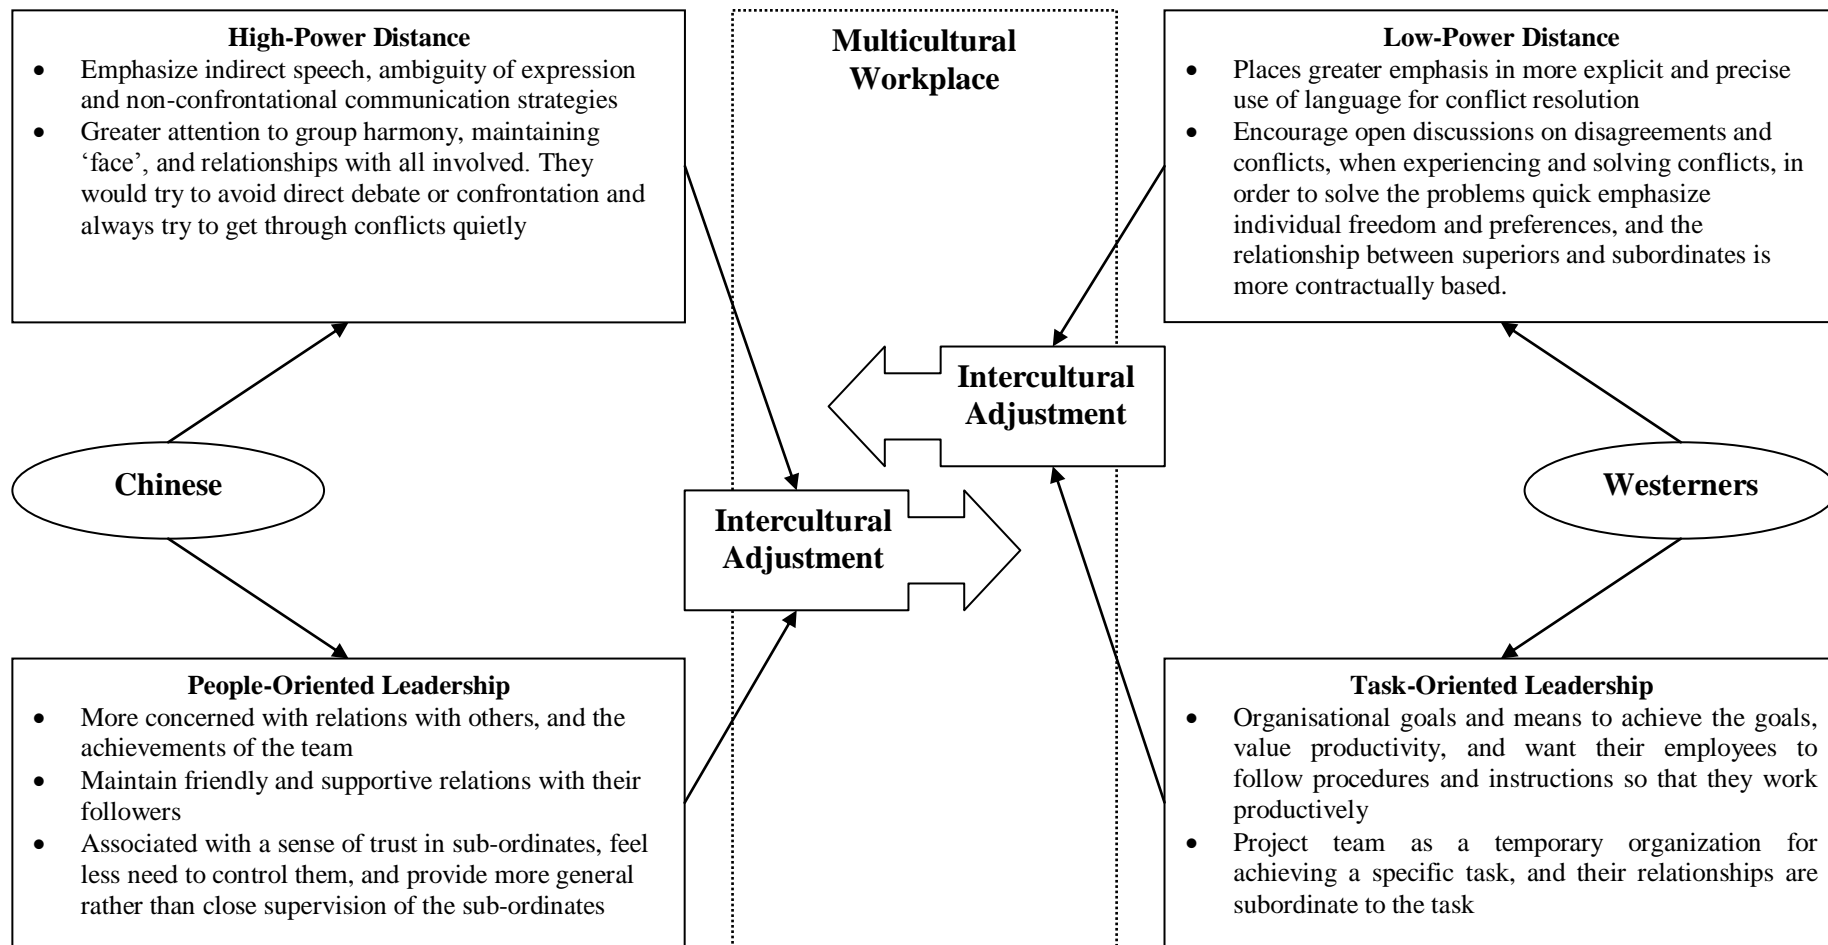 High-Power Distance
• Emphasize indirect speech, ambiguity of expression
and non-confrontational communication strategies
• Greater attention to group harmony, maintaining
‘face’, and relationships with all involved. They
would try to avoid direct debate or confrontation and
always try to get through conflicts quietly
Multicultural
Workplace
Low-Power Distance
• Places greater emphasis in more explicit and precise
use of language for conflict resolution
• Encourage open discussions on disagreements and
conflicts, when experiencing and solving conflicts, in
order to solve the problems quick emphasize
individual freedom and preferences, and the
relationship between superiors and subordinates is
more contractually based.
Intercultural
Adjustment
Chinese
Westerners
Intercultural
Adjustment
People-Oriented Leadership
• More concerned with relations with others, and the
achievements of the team
• Maintain friendly and supportive relations with their
followers
• Associated with a sense of trust in sub-ordinates, feel
less need to control them, and provide more general
rather than close supervision of the sub-ordinates
Task-Oriented Leadership
• Organisational goals and means to achieve the goals,
value productivity, and want their employees to
follow procedures and instructions so that they work
productively
• Project team as a temporary organization for
achieving a specific task, and their relationships are
subordinate to the task